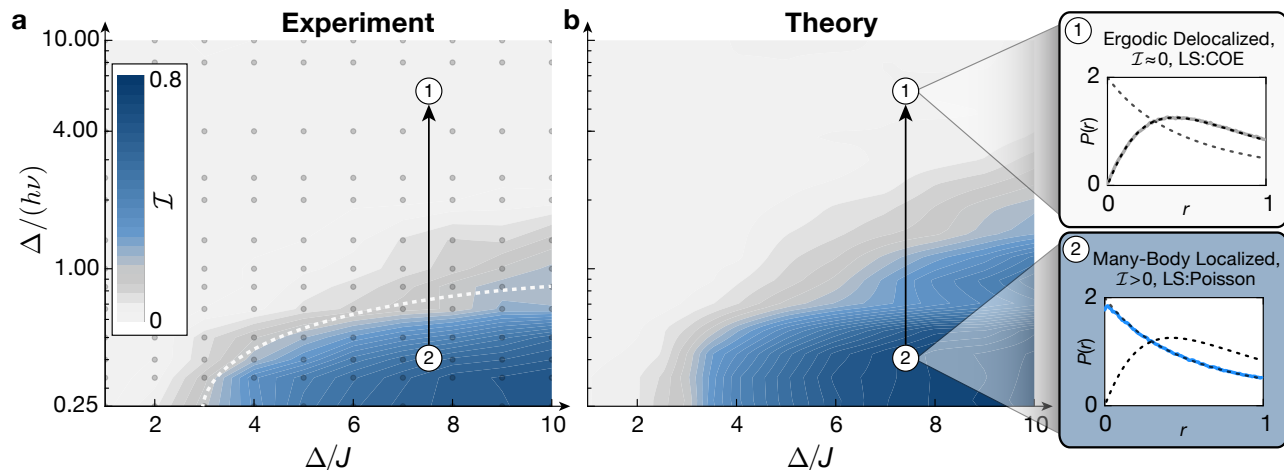 a
Experiment
10.00
4.00
1.00
0.25
Δ/(hν)
0.8
ℐ
0
1
2
2
4
6
8
10
Δ/J
b
Theory
1
2
2
4
6
8
10
Δ/J
1
Ergodic Delocalized,
ℐ≈0, LS:COE
2
P(r)
0
0
r
1
2
Many-Body Localized,
ℐ>0, LS:Poisson
2
P(r)
0
0
r
1